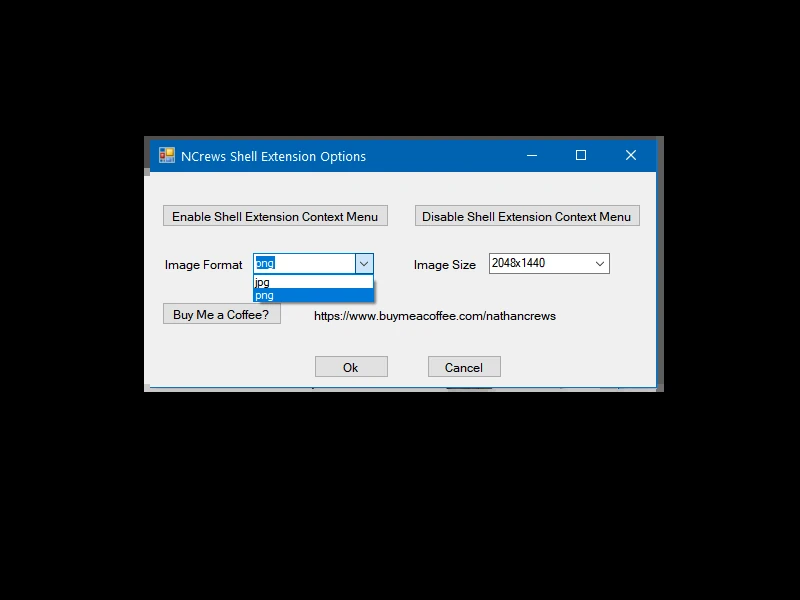 NCrews Shell Extension Options
Enable Shell Extension Context Menu
Disable Shell Extension Context Menu
Image Format
png
Image Size
2048x1440
jpg
png
Buy Me a Coffee?
https://www.buymeacoffee.com/nathancrews
Ok
Cancel